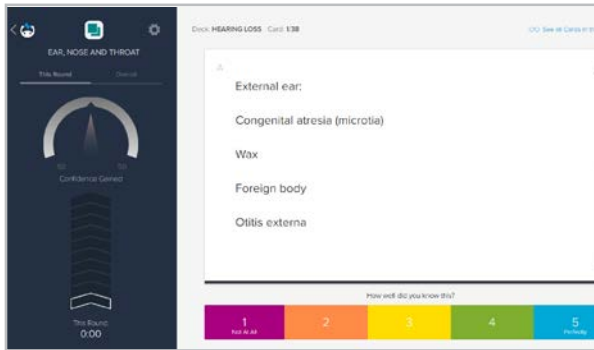 EAR, NOSE AND THROAT
This Round Overall
-50 50
Confidence Gained
This Round
0:00
Deck: HEARING LOSS Card: 1:38
See all Cards in
A
External ear:
Congenital atresia (microtia)
Wax
Foreign body
Otitis externa
How well did you know this?
1 2 3 4 5
Not At All Perfectly